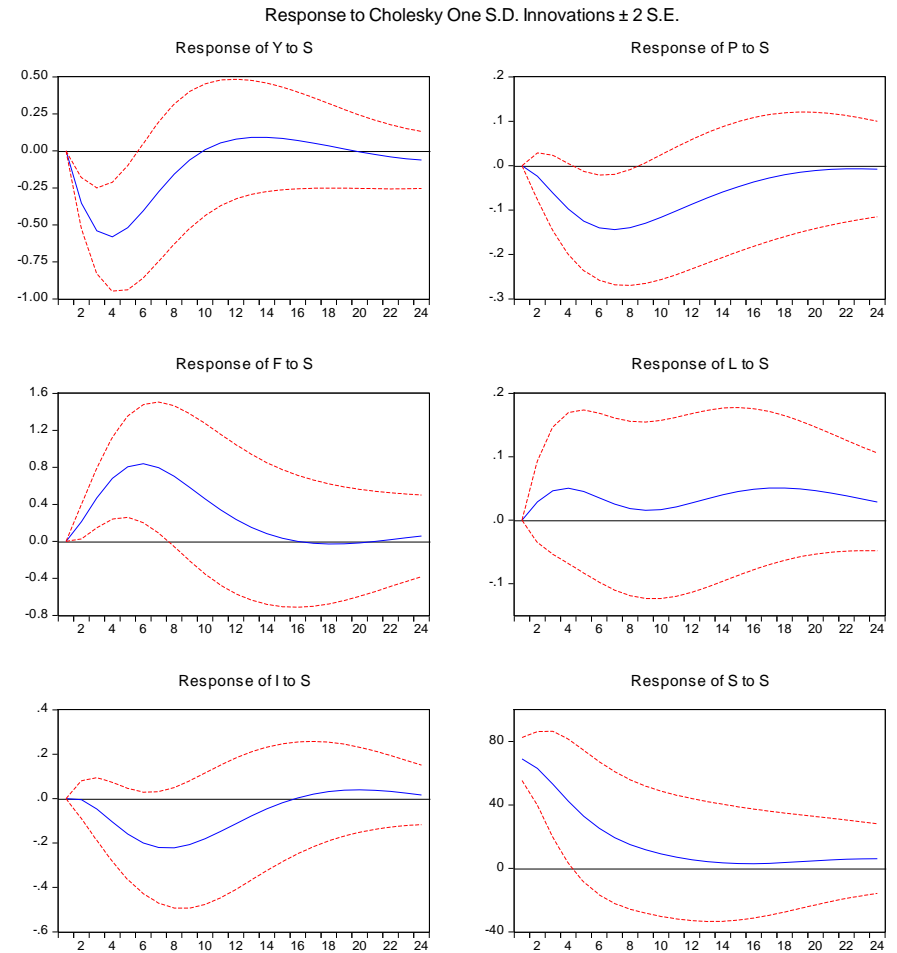 Response to Cholesky One S.D. Innovations ± 2 S.E.
Response of Y to S
0.50
0.25
0.00
-0.25
-0.50
-0.75
-1.00
2 4 6 8 10 12 14 16 18 20 22 24
Response of P to S
.2
.1
.0
-.1
-.2
-.3
2 4 6 8 10 12 14 16 18 20 22 24
Response of F to S
1.6
1.2
0.8
0.4
0.0
-0.4
-0.8
2 4 6 8 10 12 14 16 18 20 22 24
Response of L to S
.2
.1
.0
-.1
2 4 6 8 10 12 14 16 18 20 22 24
Response of I to S
.4
.2
.0
-.2
-.4
-.6
2 4 6 8 10 12 14 16 18 20 22 24
Response of S to S
80
40
0
-40
2 4 6 8 10 12 14 16 18 20 22 24